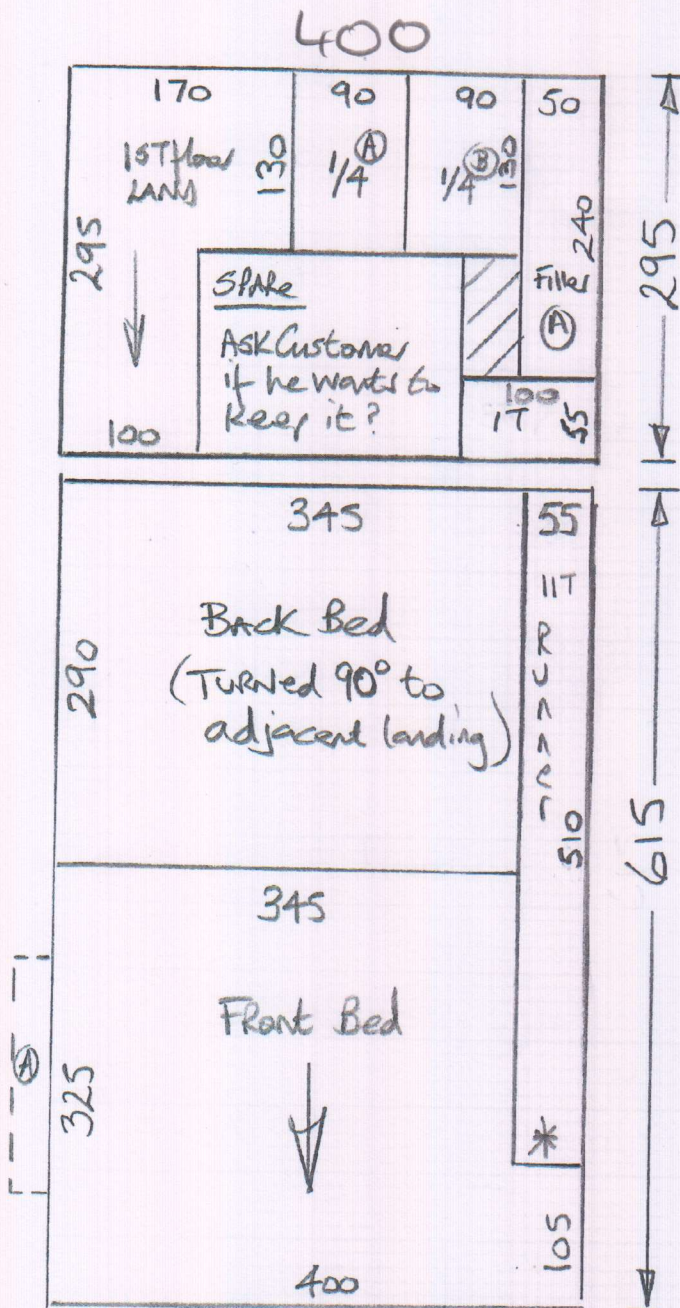 400
170
90
90
50
1ST floor
LAND
130
1/4 A
1/4 B
130
295
240
Filler
A
295
SPARe
Ask Customer
if he wants to
keep it?
100
100
1T
55
345
55
11T
Back Bed
(TURNed 90° to
adjacent landing)
RUNNer
290
510
615
345
Front Bed
A
325
*
105
400